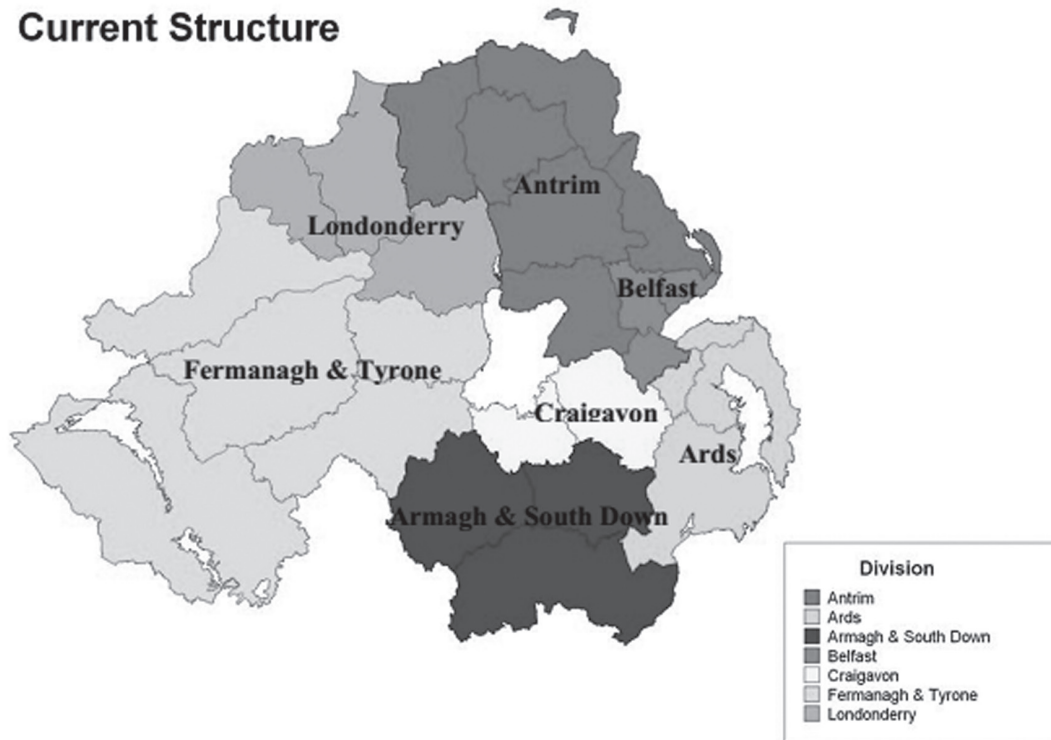 Current Structure
Antrim
Londonderry
Belfast
Fermanagh & Tyrone
Craigavon
Ards
Armagh & South Down
Division
Antrim
Ards
Armagh & South Down
Belfast
Craigavon
Fermanagh & Tyrone
Londonderry